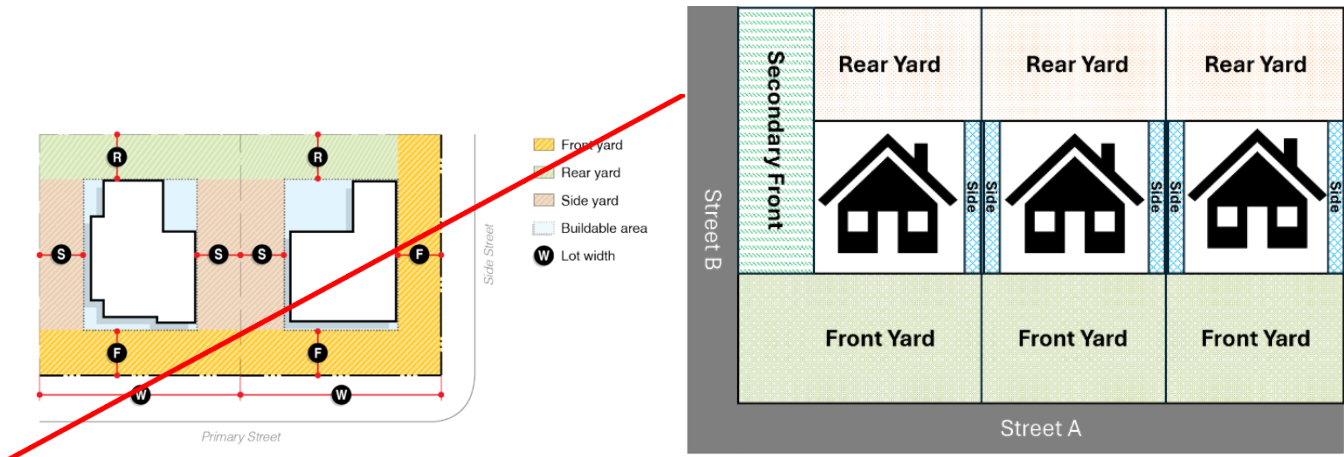 R
R
S
S
S
F
F
F
W
W
Primary Street
Side Street
Front yard
Rear yard
Side yard
Buildable area
W
Lot width
Street B
Secondary Front
Rear Yard
Rear Yard
Rear Yard
Side
Side
Side
Side
Side
Front Yard
Front Yard
Front Yard
Street A